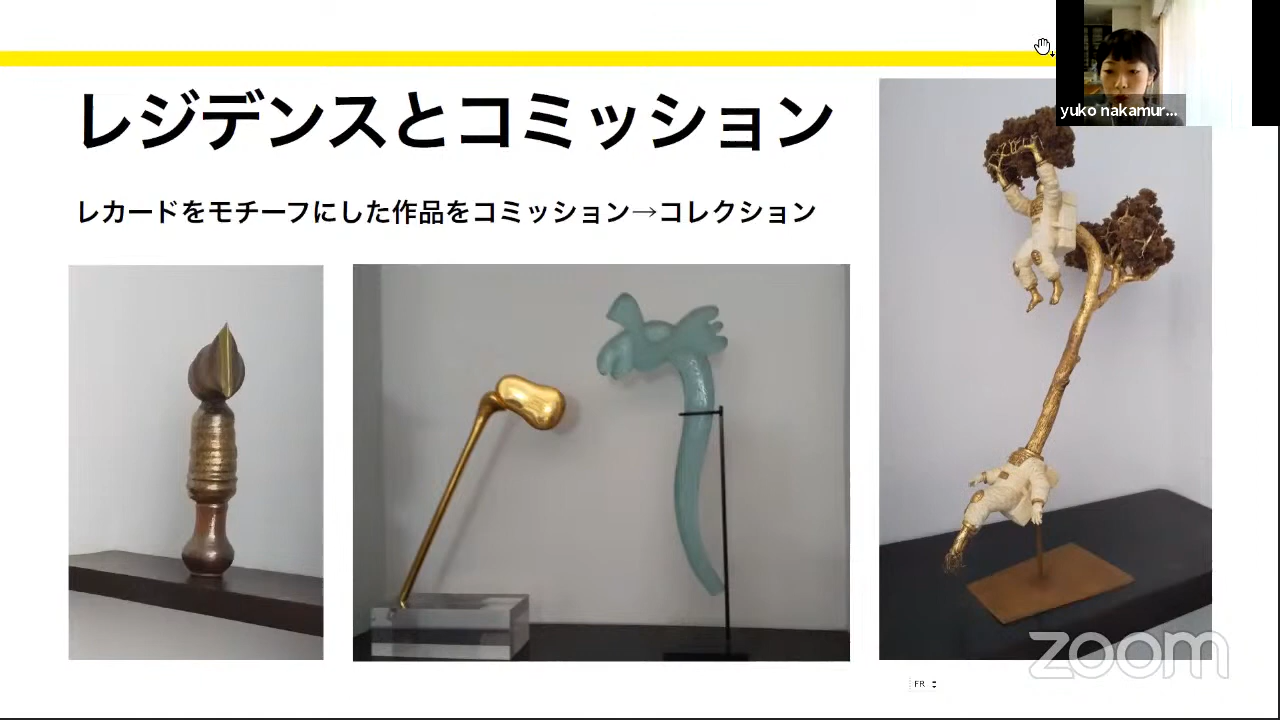 レジデンスとコミッション
レカードをモチーフにした作品をコミッション→コレクション
yuko nakamur...
zoom
FR